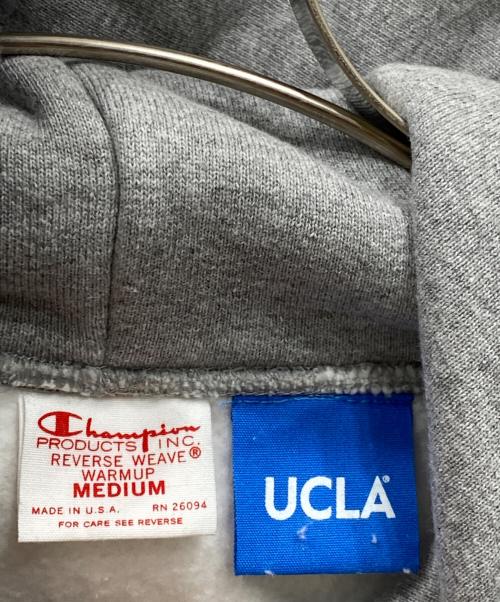 Champion
PRODUCTS INC.
REVERSE WEAVE®
WARMUP
MEDIUM
MADE IN U.S.A. RN 26094
FOR CARE SEE REVERSE
UCLA®